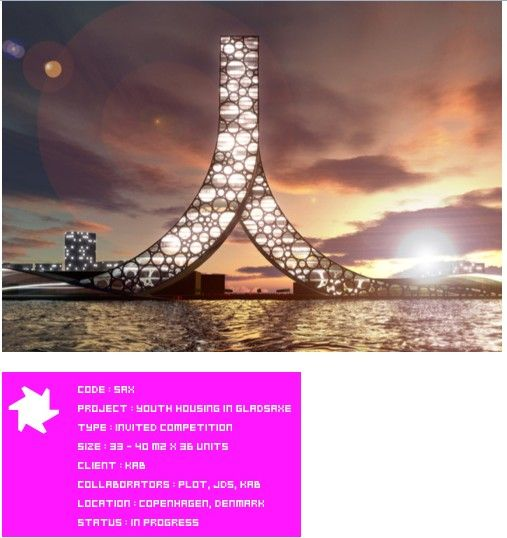 CODE : SAX
PROJECT : YOUTH HOUSING IN GLADSAXE
TYPE : INVITED COMPETITION
SIZE : 33 - 40 M2 X 36 UNITS
CLIENT : KAB
COLLABORATORS : PLOT, JDS, KAB
LOCATION : COPENHAGEN, DENMARK
STATUS : IN PROGRESS